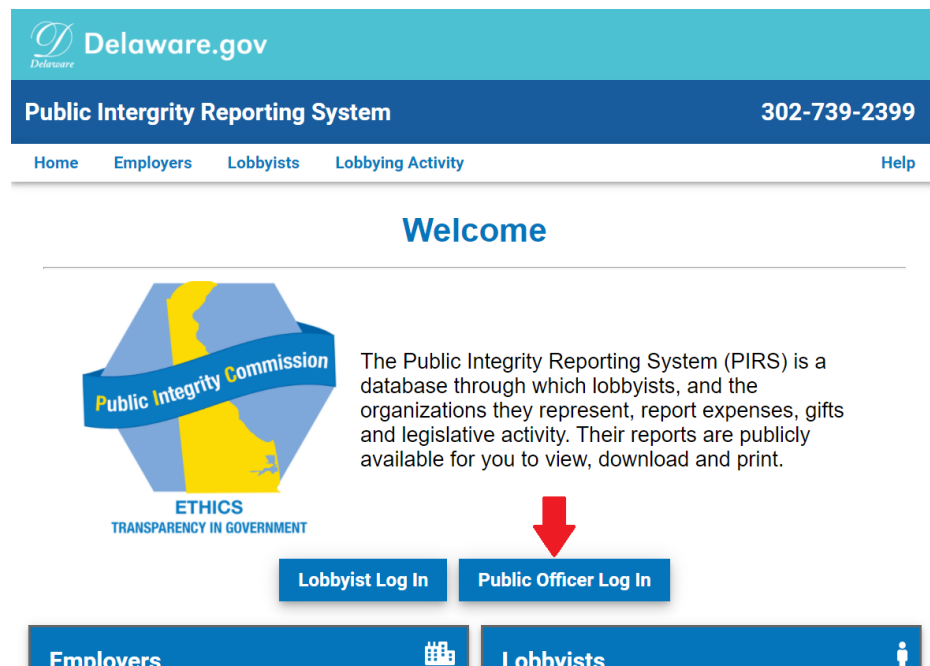 Delaware
Delaware.gov
Public Intergrity Reporting System
302-739-2399
Home Employers Lobbyists Lobbying Activity Help
Welcome
Public Integrity Commission
ETHICS
TRANSPARENCY IN GOVERNMENT
The Public Integrity Reporting System (PIRS) is a
database through which lobbyists, and the
organizations they represent, report expenses, gifts
and legislative activity. Their reports are publicly
available for you to view, download and print.
Lobbyist Log In
Public Officer Log In
Employers
Lobbyists